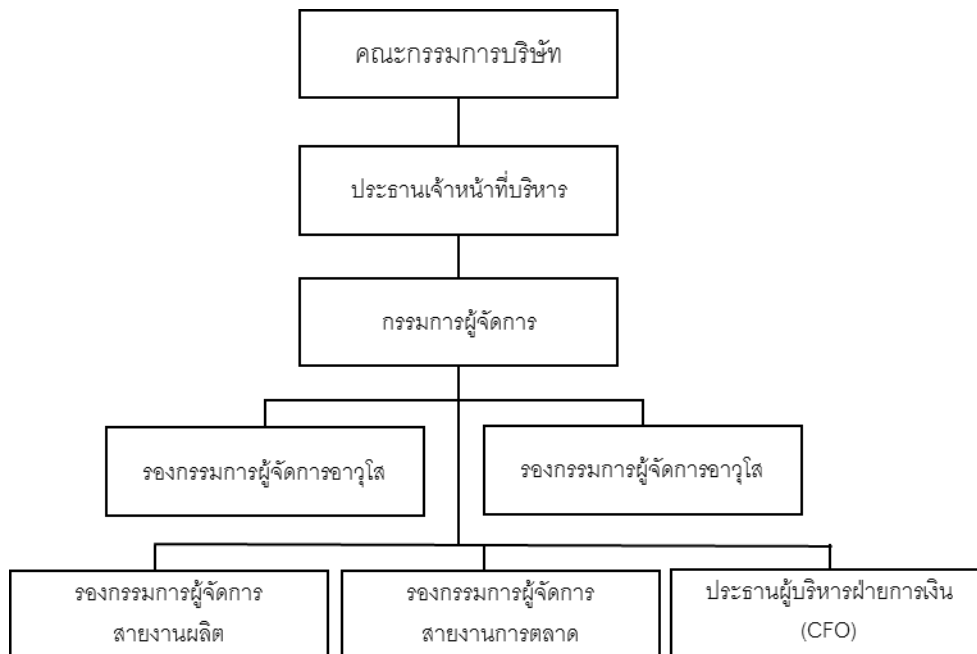 คณะกรรมการบริษัท
ประธานเจ้าหน้าที่บริหาร
กรรมการผู้จัดการ
รองกรรมการผู้จัดการอาวุโส
รองกรรมการผู้จัดการอาวุโส
รองกรรมการผู้จัดการ
สายงานผลิต
รองกรรมการผู้จัดการ
สายงานการตลาด
ประธานผู้บริหารฝ่ายการเงิน
(CFO)